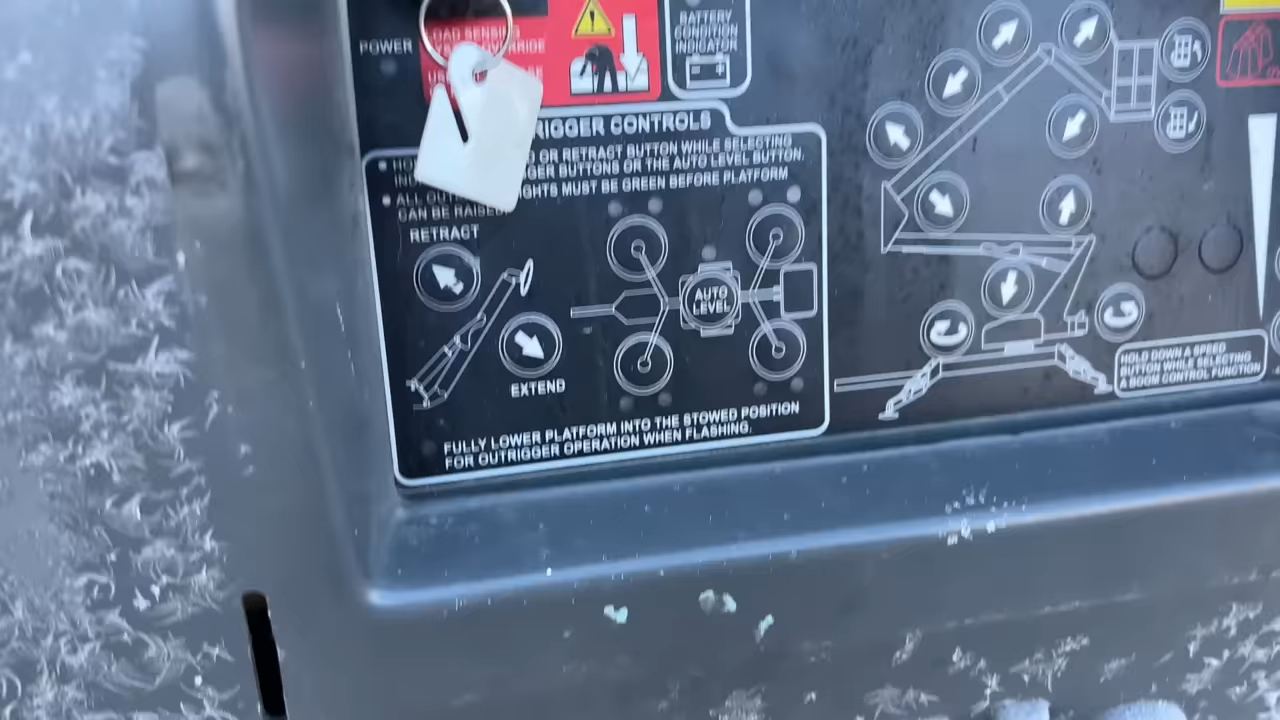 POWER
BATTERY
CONDITION
INDICATOR
RIGGER CONTROLS
D OR RETRACT BUTTON WHILE SELECTING
GER BUTTONS OR THE AUTO LEVEL BUTTON.
ALL OUT
GHTS MUST BE GREEN BEFORE PLATFORM
CAN BE RAISED
RETRACT
EXTEND
AUTO
LEVEL
FULLY LOWER PLATFORM INTO THE STOWED POSITION
FOR OUTRIGGER OPERATION WHEN FLASHING.
HOLD DOWN A SPEED
BUTTON WHILE SELECTING
A BOOM CONTROL FUNCTION